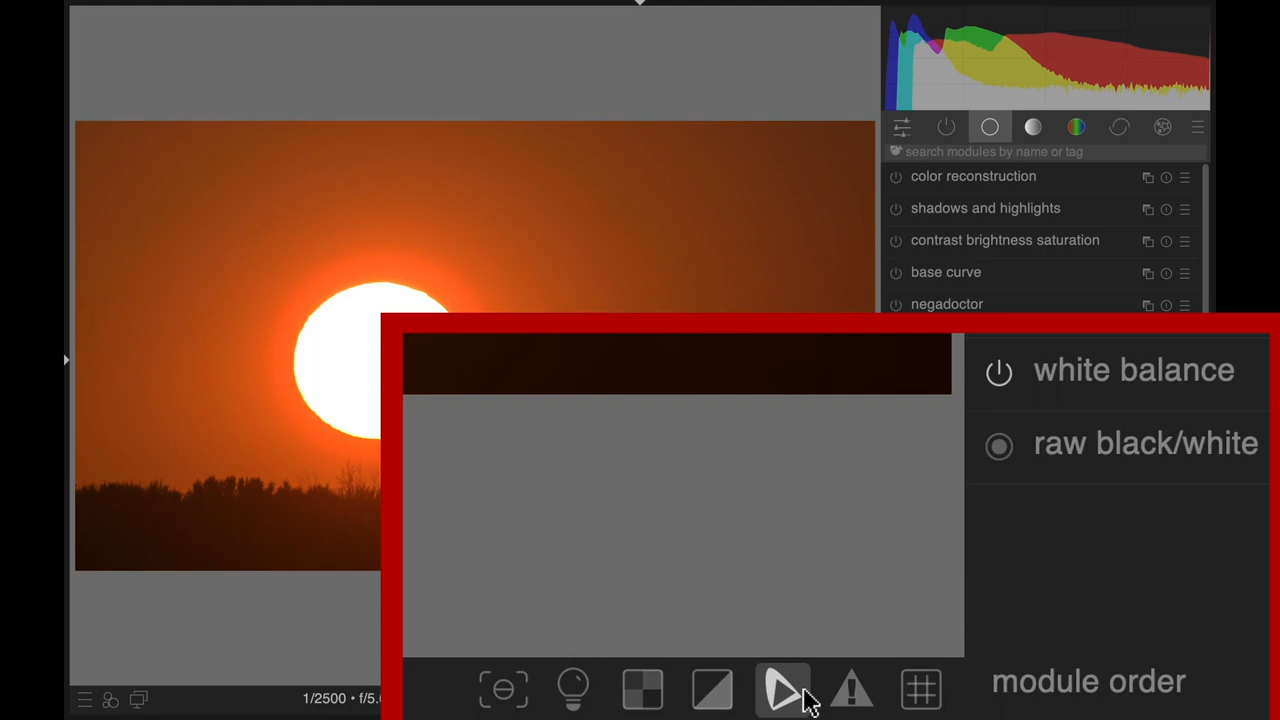 search modules by name or tag
color reconstruction
shadows and highlights
contrast brightness saturation
base curve
negadoctor
white balance
raw black/white
module order
1/2500 • f/5.